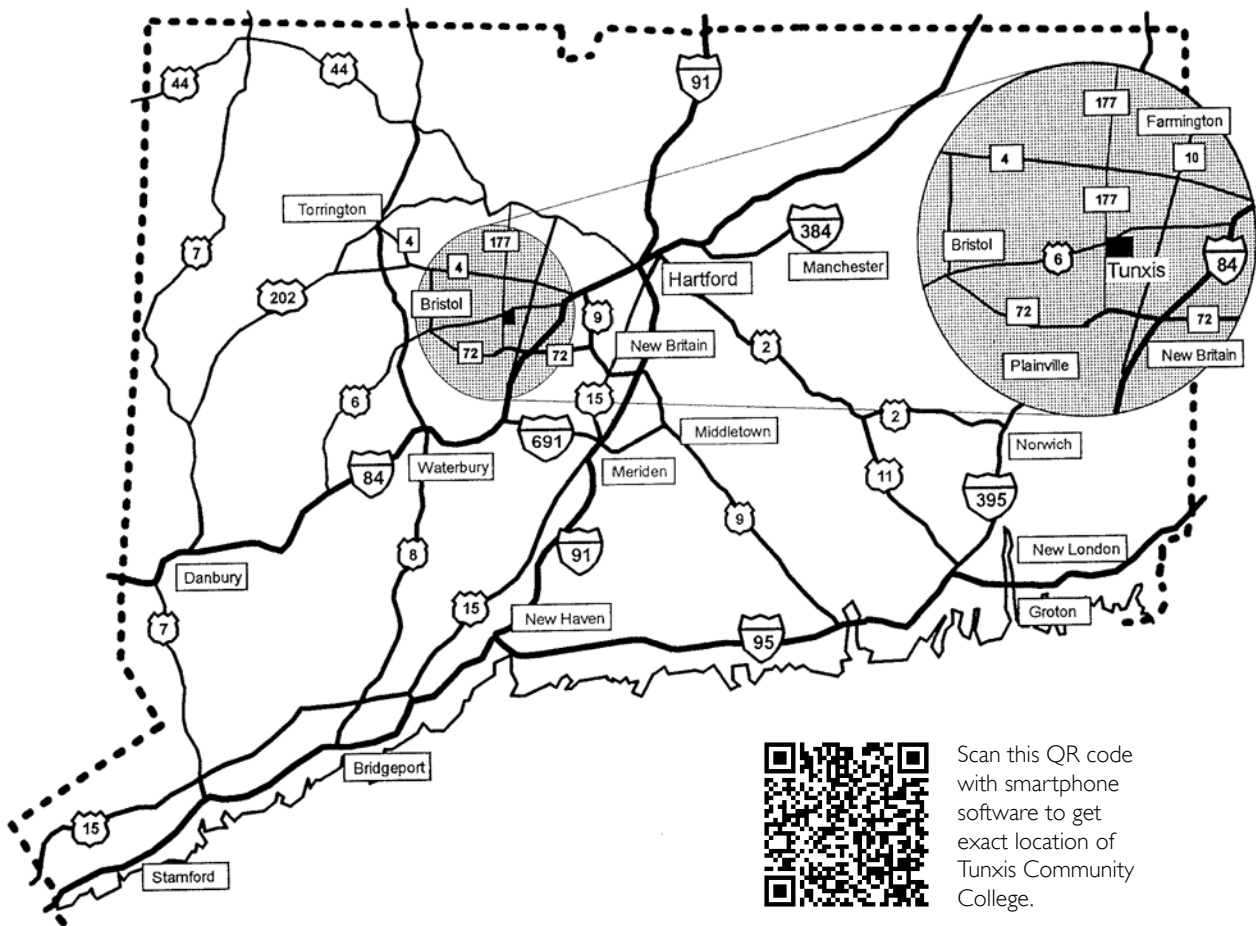 44
44
91
177
Farmington
4
10
177
Torrington
4
177
384
7
Bristol
6
84
4
Manchester
Tunxis
202
Hartford
Bristol
9
72
72
2
New Britain
72
72
New Britain
Plainville
6
15
2
691
Middletown
Norwich
Waterbury
Meriden
84
11
395
9
8
91
New London
Danbury
15
New Haven
Groton
7
95
Bridgeport
15
Stamford
Scan this QR code
with smartphone
software to get
exact location of
Tunxis Community
College.